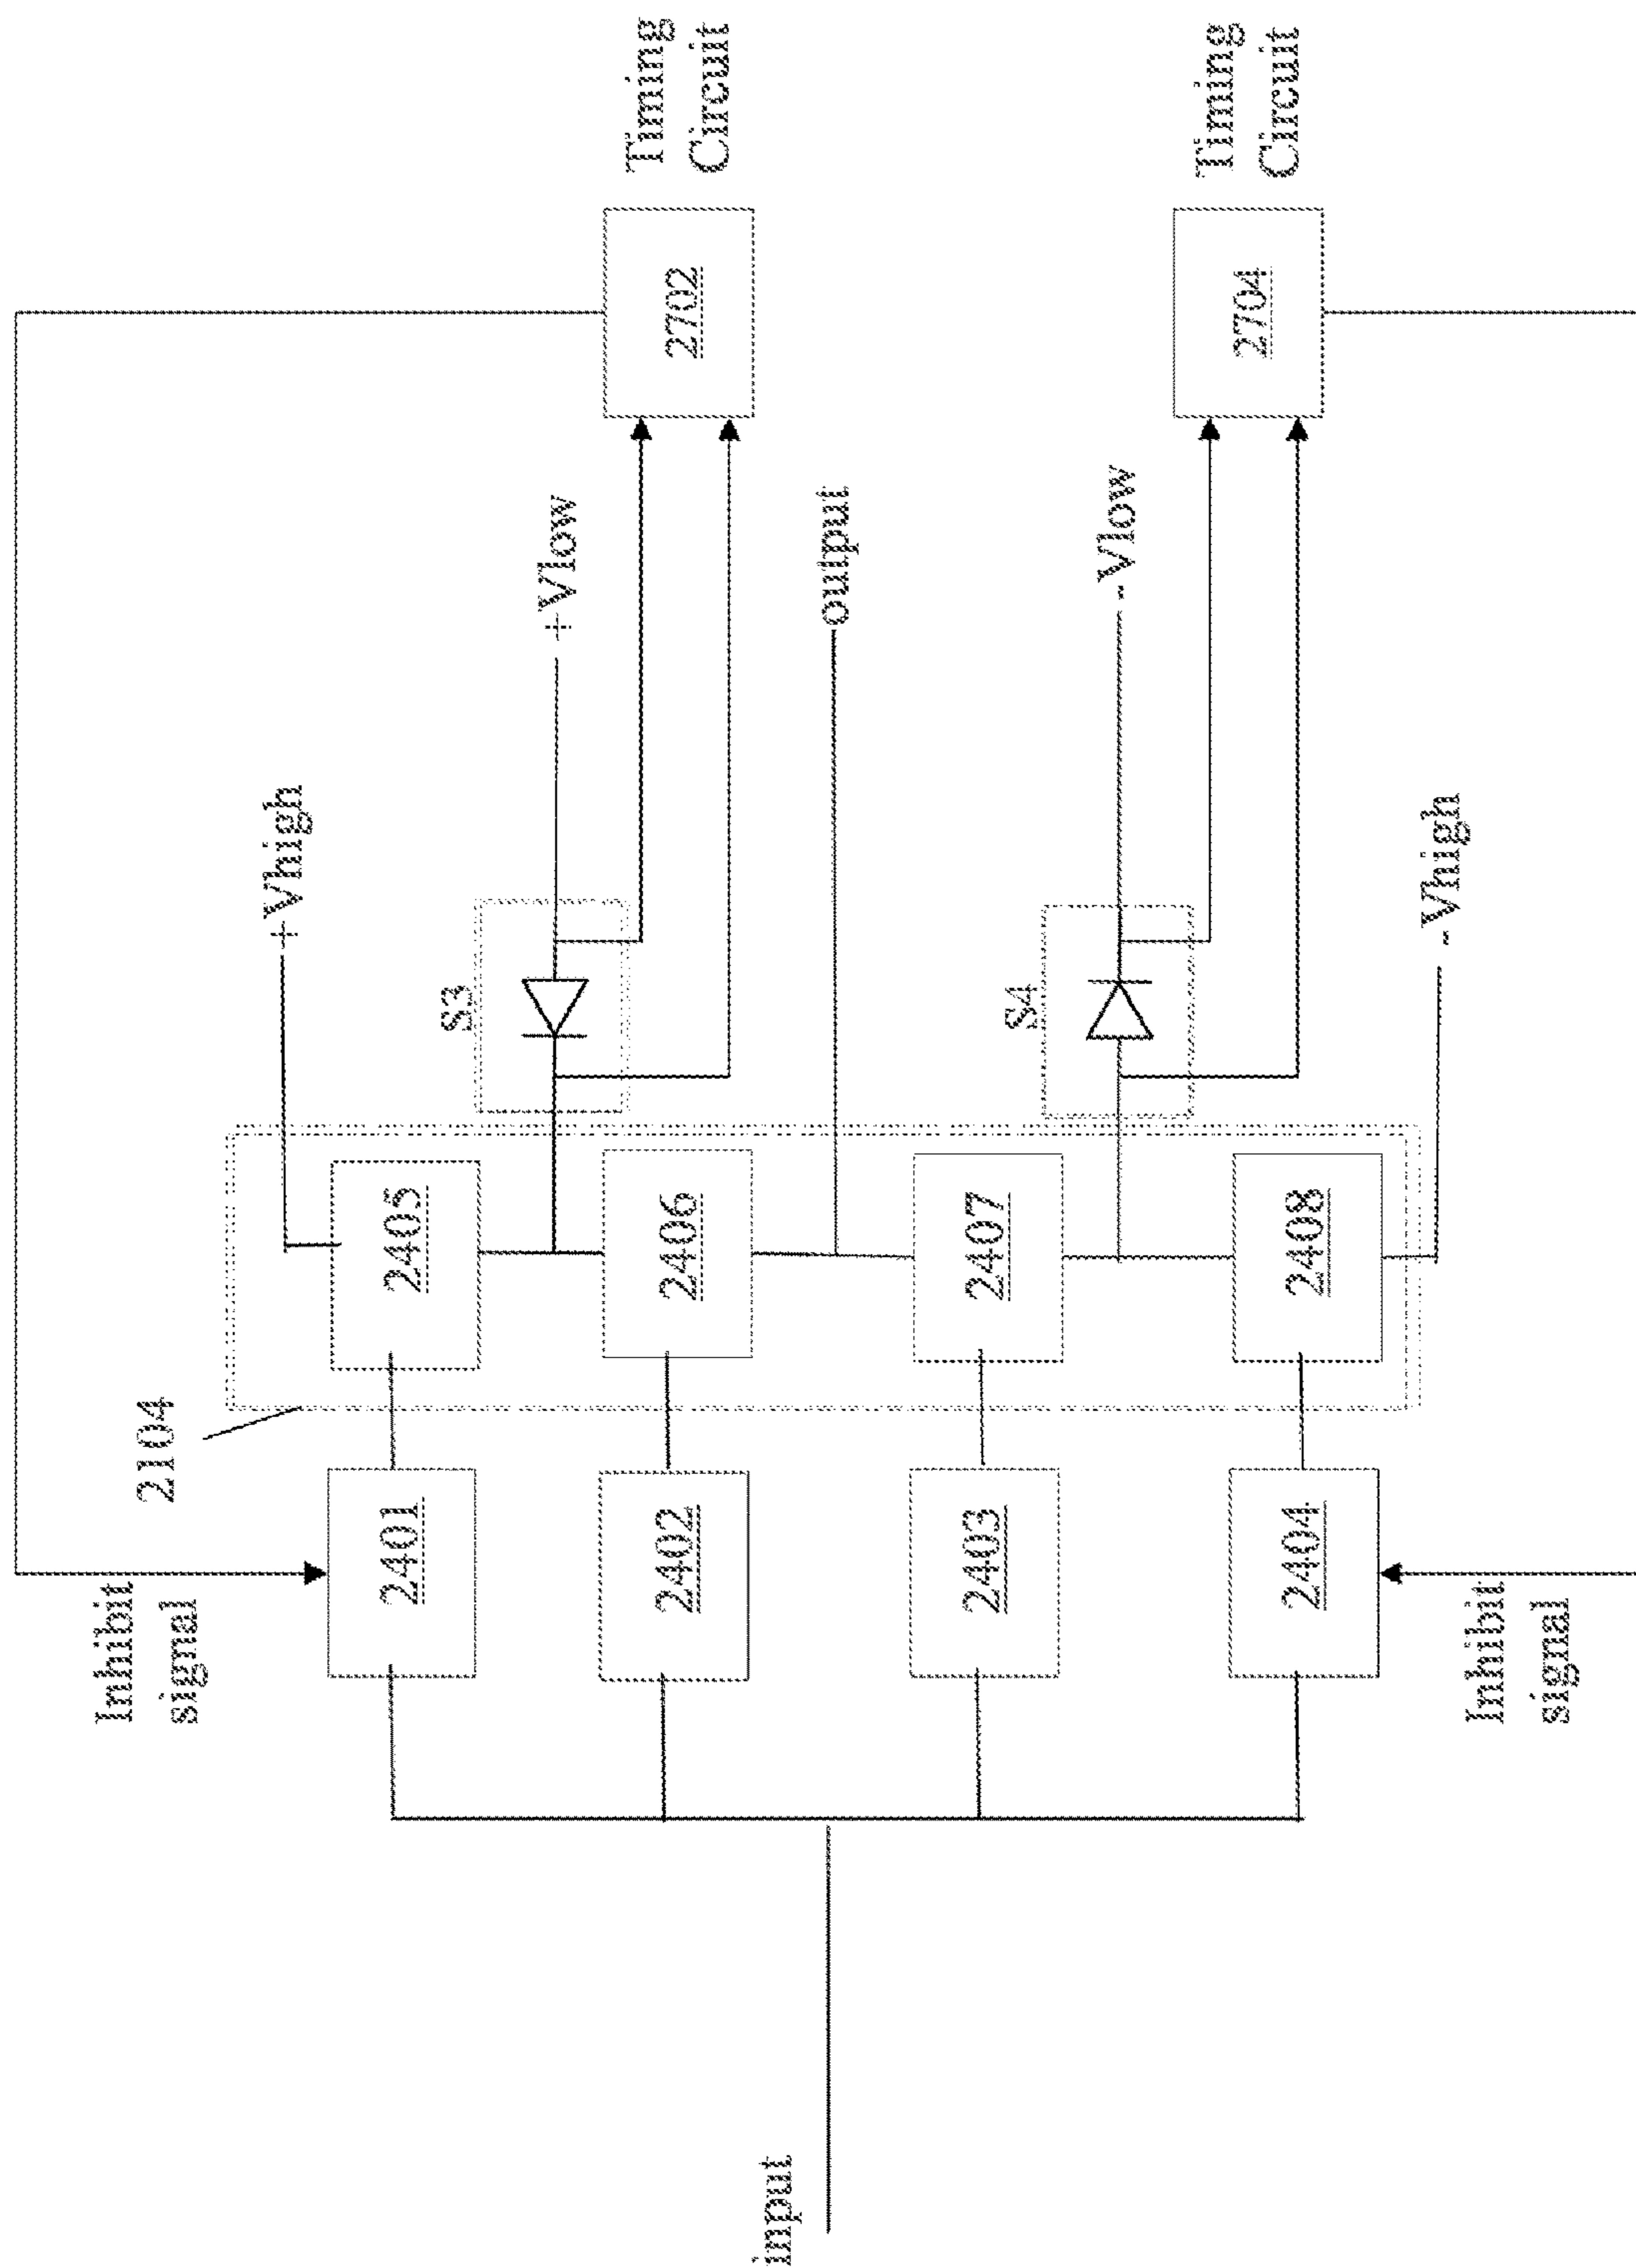 Inhibit
signal
2104
+Vhigh
2401
2405
S3
+Vlow
2702
Timing
Circuit
2402
2406
input
output
2403
2407
S4
-Vlow
2704
Timing
Circuit
2404
2408
-Vhigh
Inhibit
signal